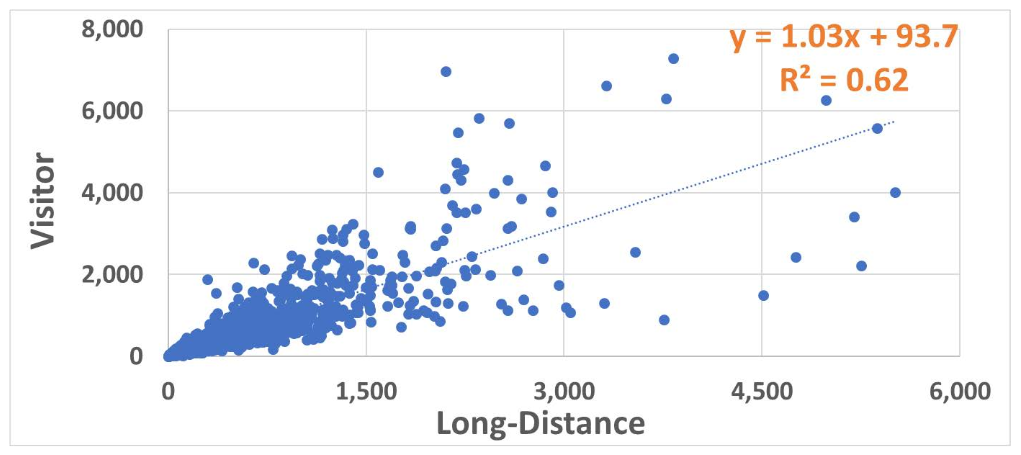 8,000
y = 1.03x + 93.7
R² = 0.62
6,000
Visitor
4,000
2,000
0
0 1,500 3,000 4,500 6,000
Long-Distance